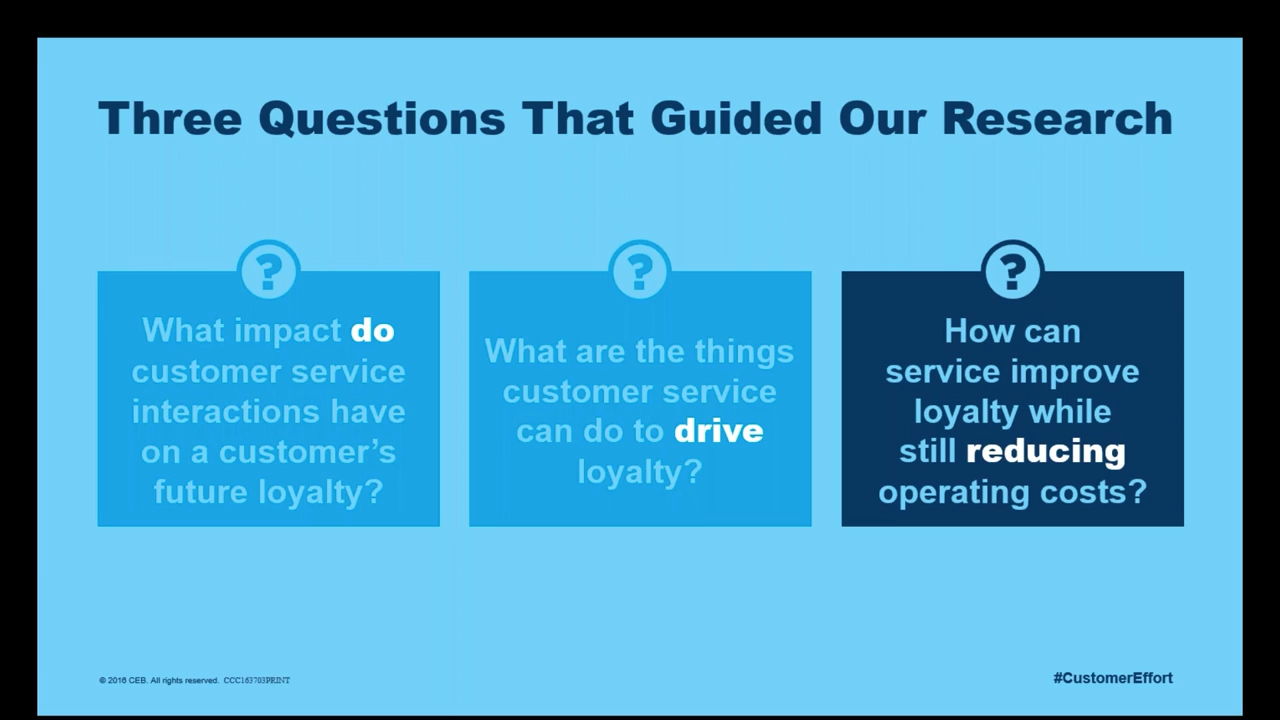 Three Questions That Guided Our Research
?
What impact do
customer service
interactions have
on a customer's
future loyalty?
?
What are the things
customer service
can do to drive
loyalty?
?
How can
service improve
loyalty while
still reducing
operating costs?
© 2016 CEB. All rights reserved. CCC163703PRINT
#CustomerEffort